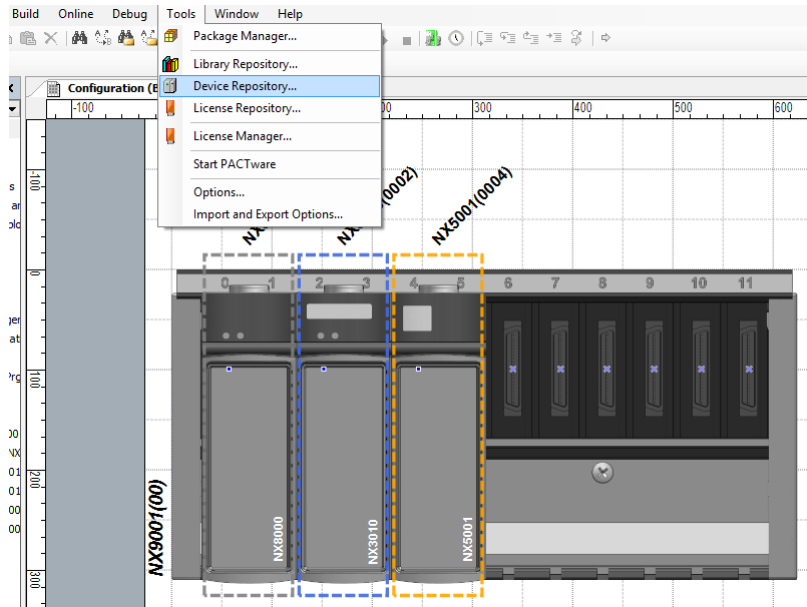 Build Online Debug Tools Window Help
Package Manager...
Library Repository...
Device Repository...
License Repository...
License Manager...
Start PACTware
Options...
Import and Export Options...
Configuration (B
-100 300 400 500 600
-100
0
100
200
300
(0002)
NX5001(0004)
0 1 2 3 4 5 6 7 8 9 10 11
NX9001(00)
NX8000
NX3010
NX5001